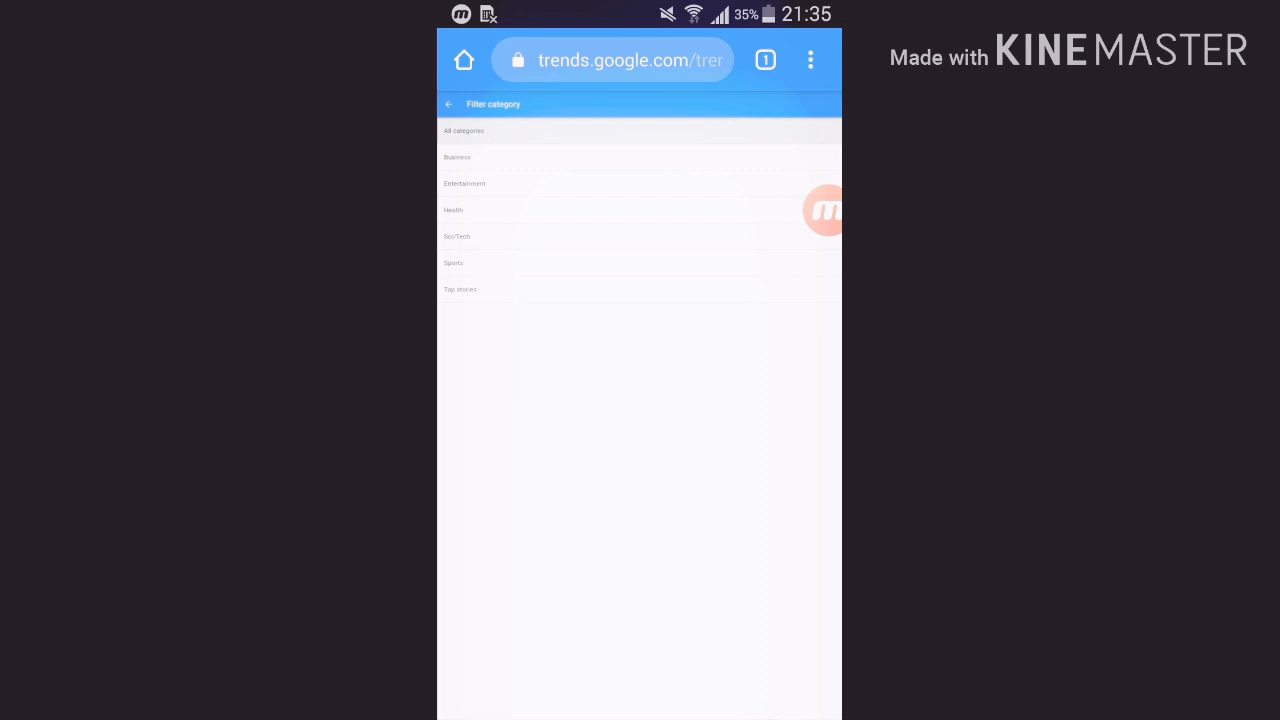 35% 21:35
trends.google.com/trer
1
Filter category
All categories
Business
Entertainment
Health
Sci/Tech
Sports
Top stories
Made with KINEMASTER